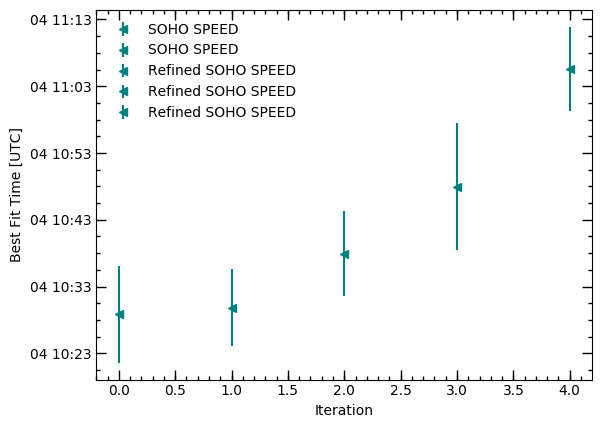 04 11:13
04 11:03
04 10:53
04 10:43
04 10:33
04 10:23
Best Fit Time [UTC]
SOHO SPEED
SOHO SPEED
Refined SOHO SPEED
Refined SOHO SPEED
Refined SOHO SPEED
0.0 0.5 1.0 1.5 2.0 2.5 3.0 3.5 4.0
Iteration